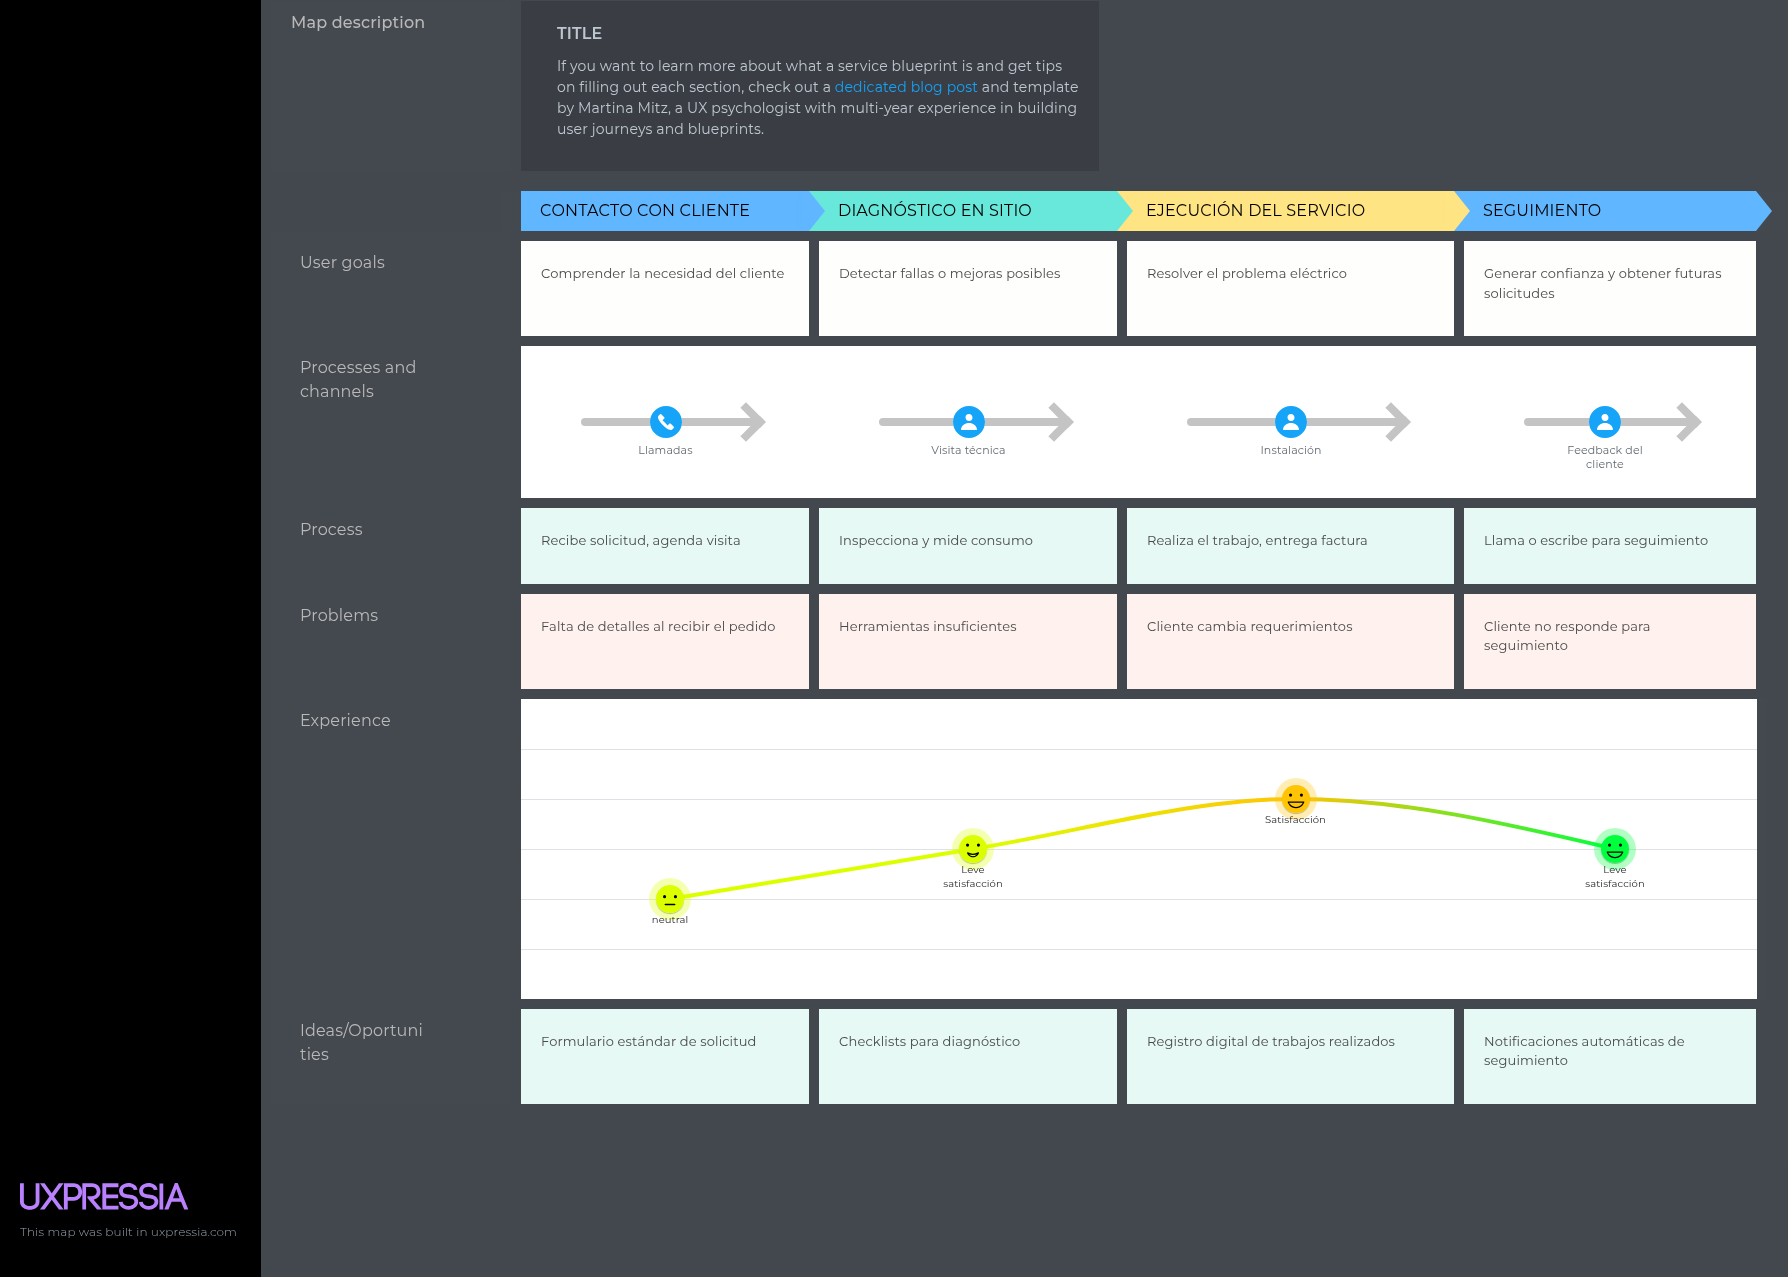 Map description
TITLE
If you want to learn more about what a service blueprint is and get tips
on filling out each section, check out a dedicated blog post and template
by Martina Mitz, a UX psychologist with multi-year experience in building
user journeys and blueprints.
CONTACTO CON CLIENTE
DIAGNÓSTICO EN SITIO
EJECUCIÓN DEL SERVICIO
SEGUIMIENTO
User goals
Comprender la necesidad del cliente
Detectar fallas o mejoras posibles
Resolver el problema eléctrico
Generar confianza y obtener futuras
solicitudes
Processes and
channels
Llamadas
Visita técnica
Instalación
Feedback del
cliente
Process
Recibe solicitud, agenda visita
Inspecciona y mide consumo
Realiza el trabajo, entrega factura
Llama o escribe para seguimiento
Problems
Falta de detalles al recibir el pedido
Herramientas insuficientes
Cliente cambia requerimientos
Cliente no responde para
seguimiento
Experience
neutral
Leve
satisfacción
Satisfacción
Leve
satisfacción
Ideas/Oportuni
ties
Formulario estándar de solicitud
Checklists para diagnóstico
Registro digital de trabajos realizados
Notificaciones automáticas de
seguimiento
UXPRESSIA
This map was built in uxpressia.com